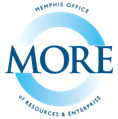 MEMPHIS OFFICE
MORE
of RESOURCES & ENTERPRISE